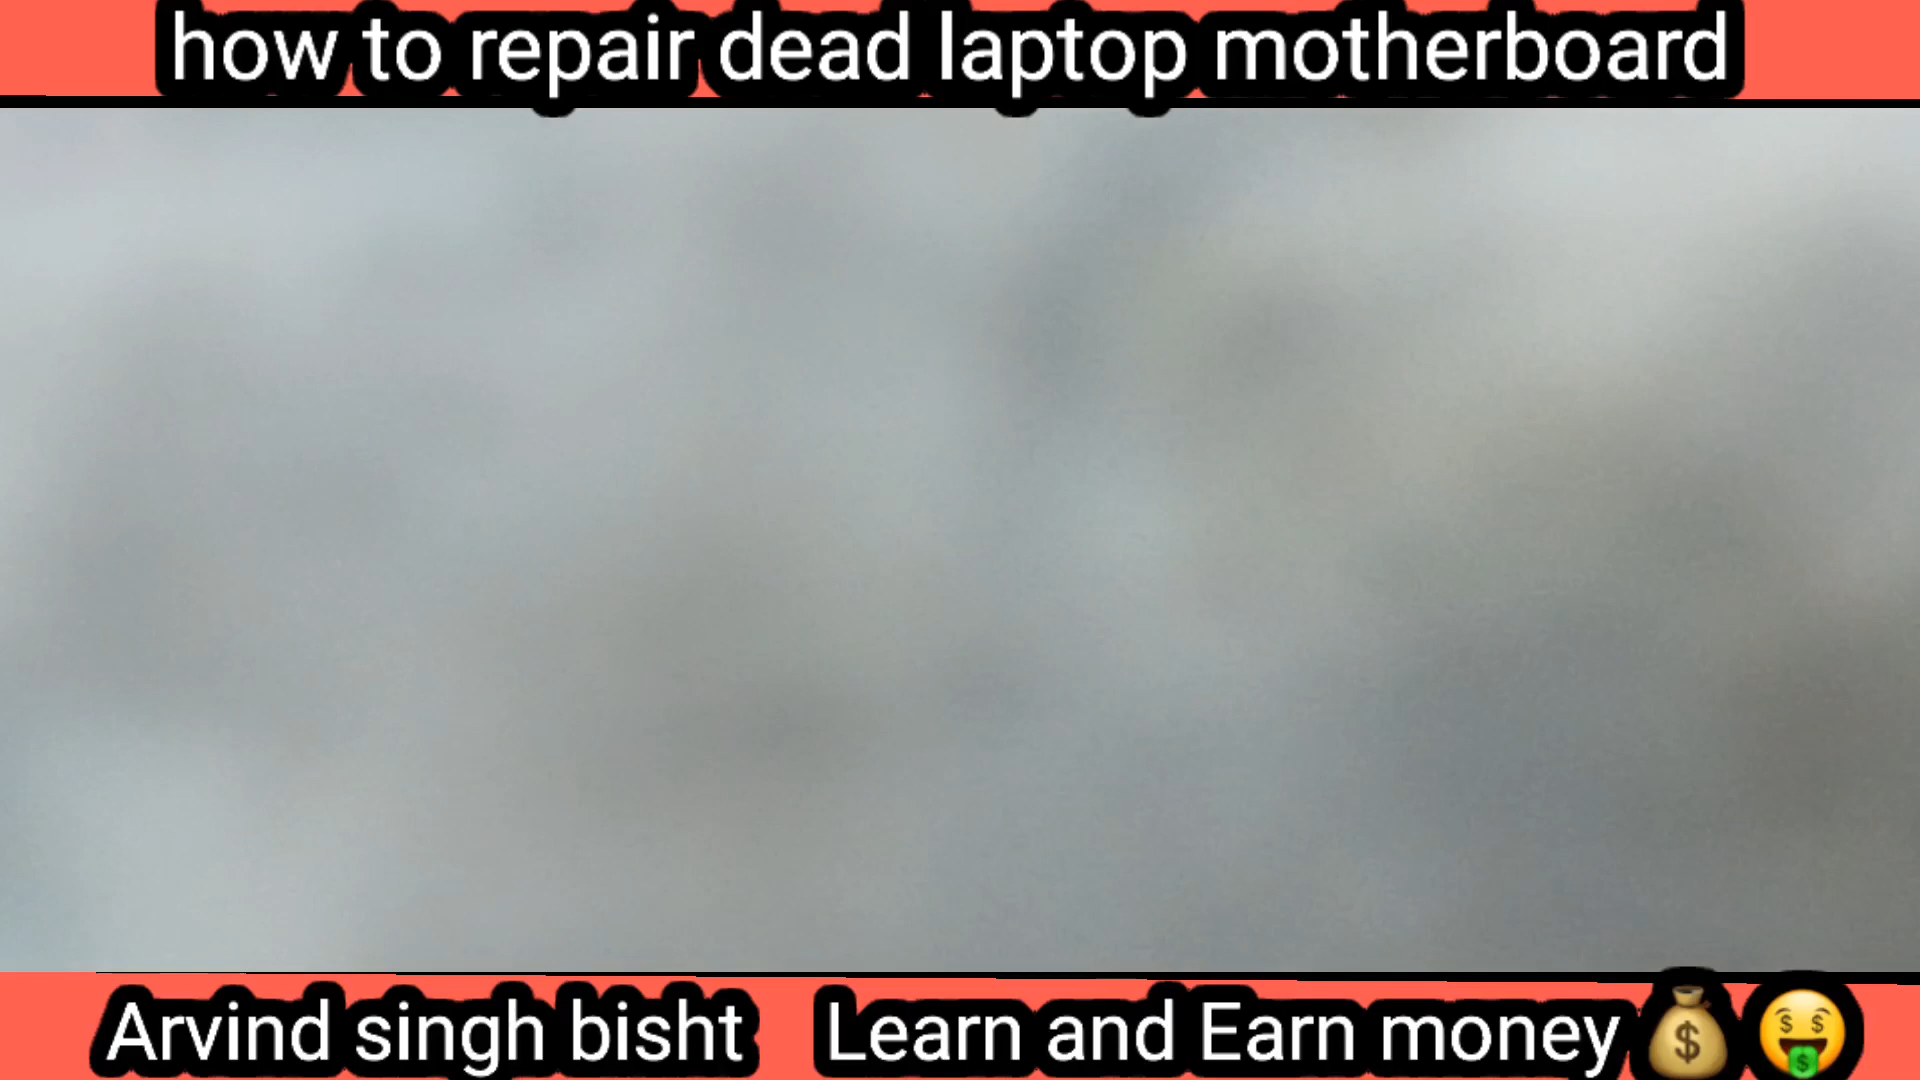 how to repair dead laptop motherboard
Arvind singh bisht Learn and Earn money💰🤑